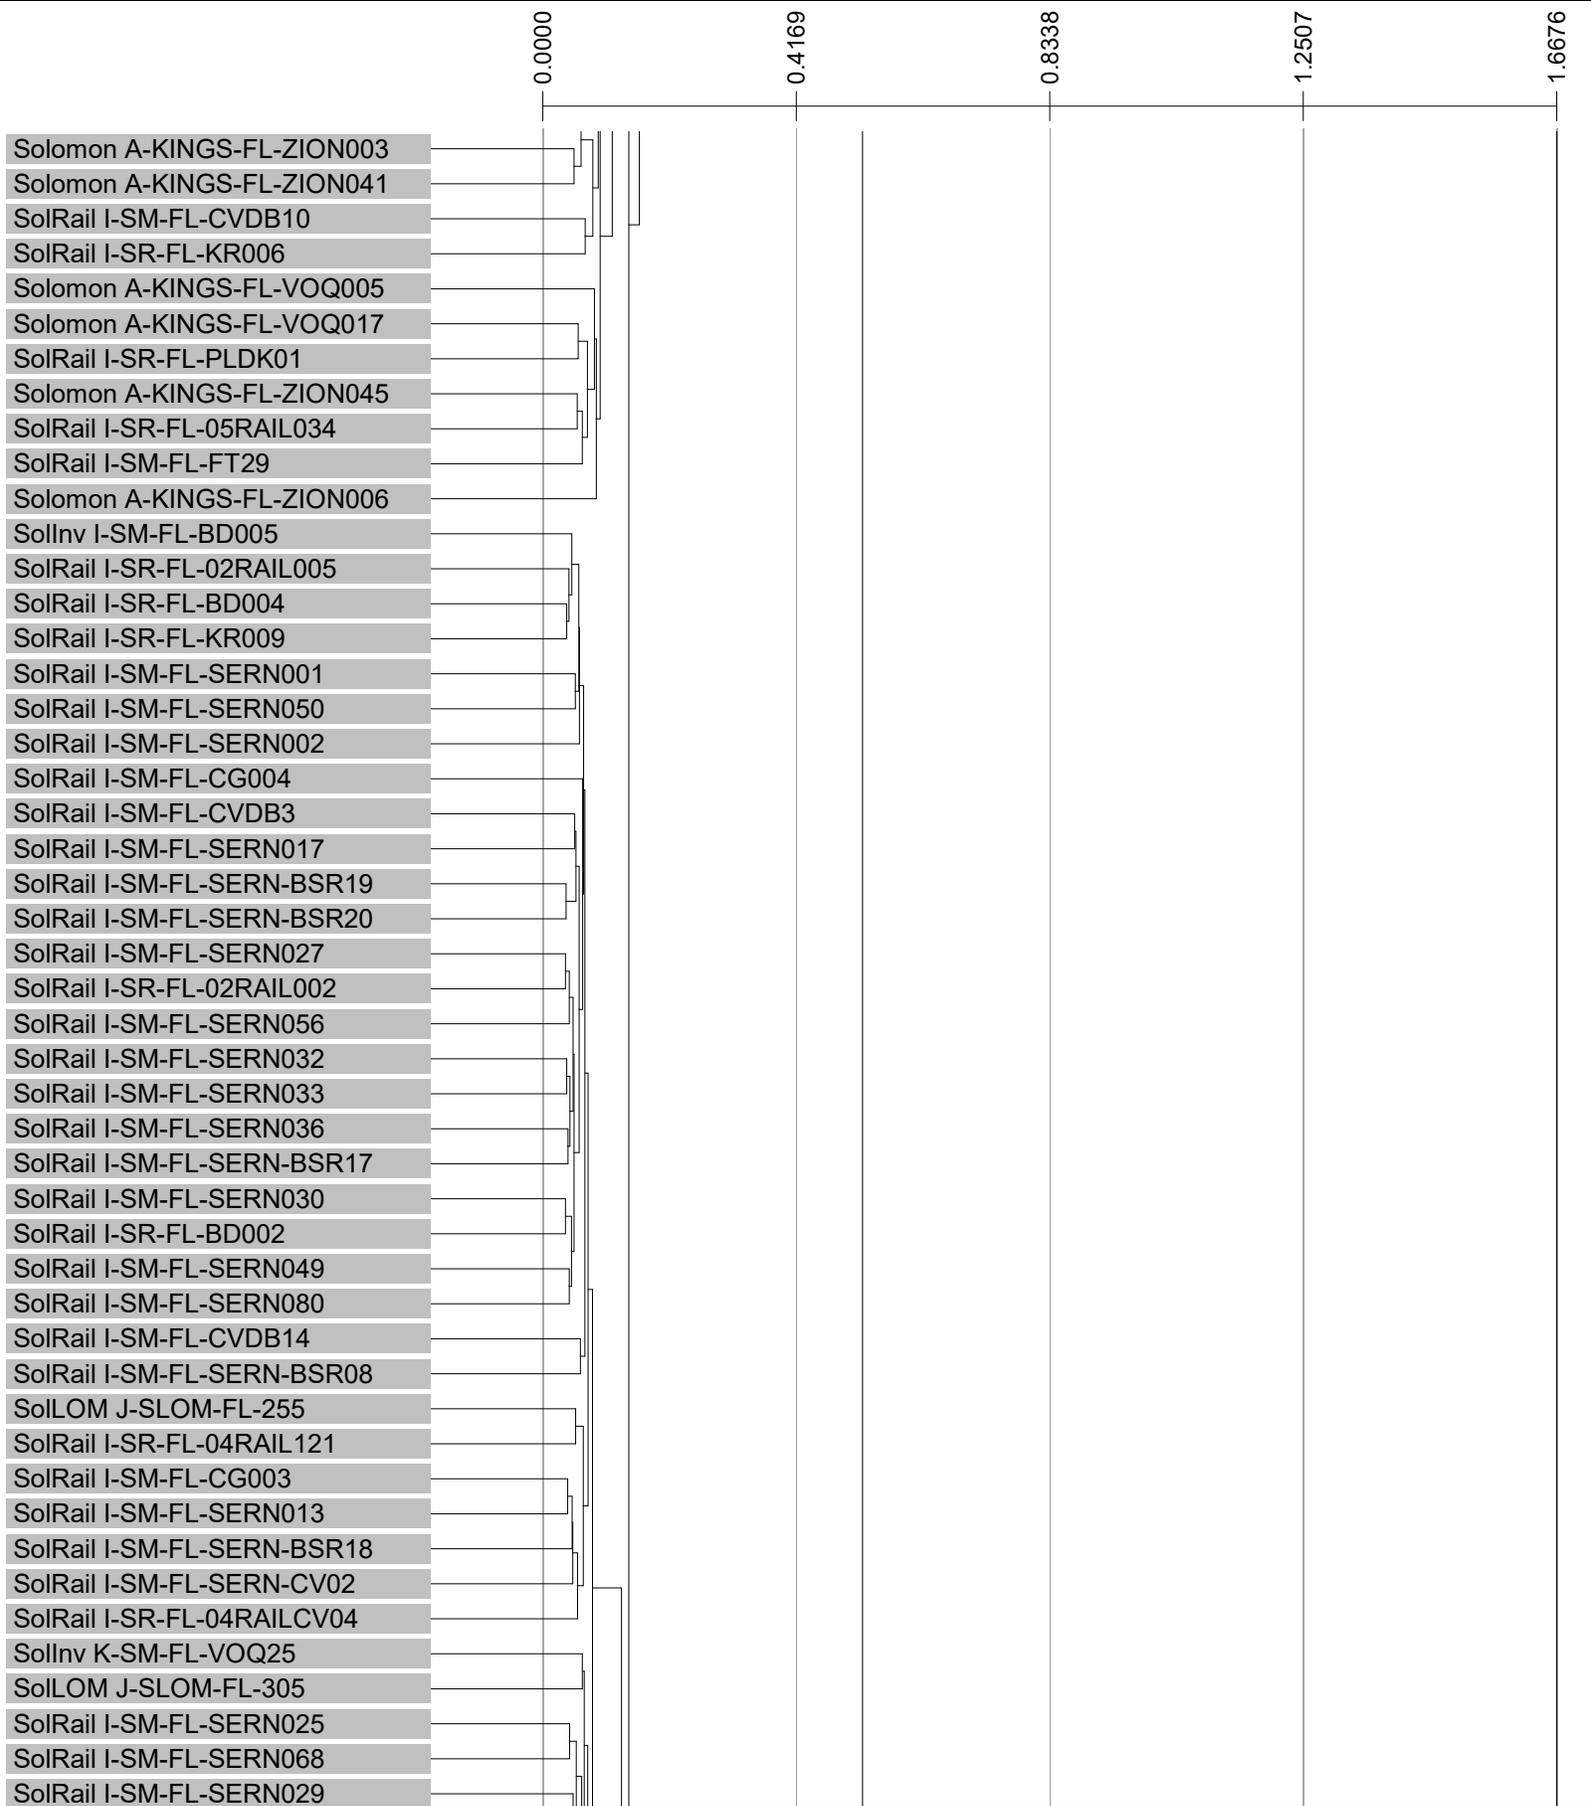 0.0000
0.4169
0.8338
1.2507
1.6676
Solomon A-KINGS-FL-ZION003
Solomon A-KINGS-FL-ZION041
SolRail I-SM-FL-CVDB10
SolRail I-SR-FL-KR006
Solomon A-KINGS-FL-VOQ005
Solomon A-KINGS-FL-VOQ017
SolRail I-SR-FL-PLDK01
Solomon A-KINGS-FL-ZION045
SolRail I-SR-FL-05RAIL034
SolRail I-SM-FL-FT29
Solomon A-KINGS-FL-ZION006
SolInv I-SM-FL-BD005
SolRail I-SR-FL-02RAIL005
SolRail I-SR-FL-BD004
SolRail I-SR-FL-KR009
SolRail I-SM-FL-SERN001
SolRail I-SM-FL-SERN050
SolRail I-SM-FL-SERN002
SolRail I-SM-FL-CG004
SolRail I-SM-FL-CVDB3
SolRail I-SM-FL-SERN017
SolRail I-SM-FL-SERN-BSR19
SolRail I-SM-FL-SERN-BSR20
SolRail I-SM-FL-SERN027
SolRail I-SR-FL-02RAIL002
SolRail I-SM-FL-SERN056
SolRail I-SM-FL-SERN032
SolRail I-SM-FL-SERN033
SolRail I-SM-FL-SERN036
SolRail I-SM-FL-SERN-BSR17
SolRail I-SM-FL-SERN030
SolRail I-SR-FL-BD002
SolRail I-SM-FL-SERN049
SolRail I-SM-FL-SERN080
SolRail I-SM-FL-CVDB14
SolRail I-SM-FL-SERN-BSR08
SolLOM J-SLOM-FL-255
SolRail I-SR-FL-04RAIL121
SolRail I-SM-FL-CG003
SolRail I-SM-FL-SERN013
SolRail I-SM-FL-SERN-BSR18
SolRail I-SM-FL-SERN-CV02
SolRail I-SR-FL-04RAILCV04
SolInv K-SM-FL-VOQ25
SolLOM J-SLOM-FL-305
SolRail I-SM-FL-SERN025
SolRail I-SM-FL-SERN068
SolRail I-SM-FL-SERN029